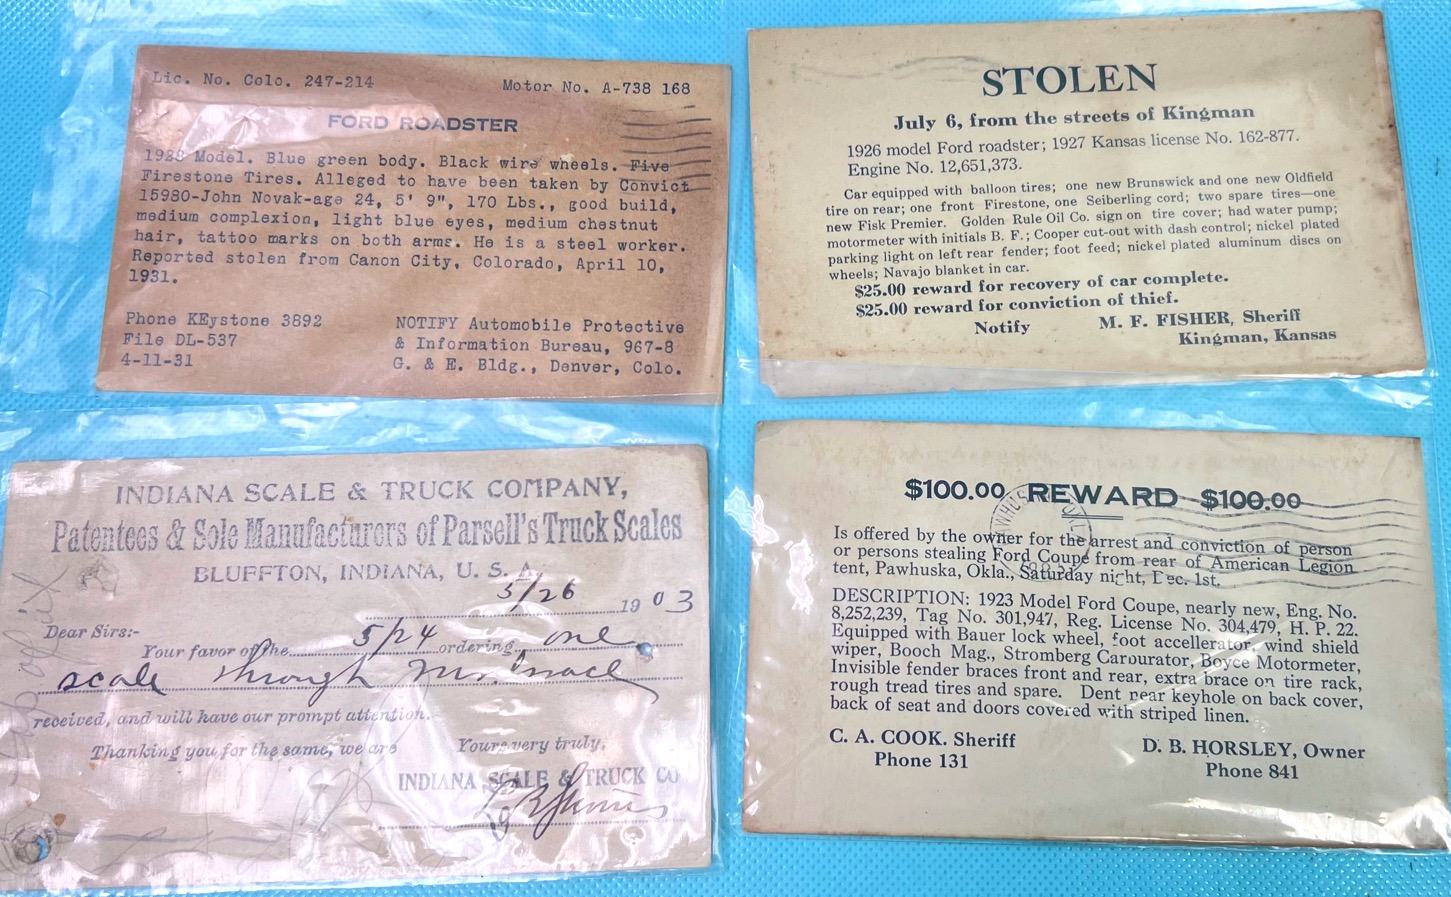 Lic. No. Colo. 247-214 Motor No. A-738 168
FORD ROADSTER
Model. Blue green body. Black wire wheels. Five
Firestone Tires. Alleged to have been taken by Convict
15980-John Novak-age 24, 5' 9", 170 Lbs., good build,
medium complexion, light blue eyes, medium chestnut
hair, tattoo marks on both arms. He is a steel worker.
Reported stolen from Canon City, Colorado, April 10,
1931.
Phone KEystone 3892
File DL-537
4-11-31
NOTIFY Automobile Protective
& Information Bureau, 967-8
G. & E. Bldg., Denver, Colo.
STOLEN
July 6, from the streets of Kingman
1926 model Ford roadster; 1927 Kansas license No. 162-877.
Engine No. 12,651,373.
Car equipped with balloon tires; one new Brunswick and one new Oldfield
tire on rear; one front Firestone, one Seiberling cord; two spare tires—one
new Fisk Premier. Golden Rule Oil Co. sign on tire cover; had water pump;
motormeter with initials B. F.; Cooper cut-out with dash control; nickel plated
parking light on left rear fender; foot feed; nickel plated aluminum discs on
wheels; Navajo blanket in car.
$25.00 reward for recovery of car complete.
$25.00 reward for conviction of thief.
Notify M. F. FISHER, Sheriff
Kingman, Kansas
INDIANA SCALE & TRUCK COMPANY,
Patentees & Sole Manufacturers of Parsell's Truck Scales
BLUFFTON, INDIANA, U. S. A.
5/26 1903
Dear Sirs:-
Your favor of the 5/24 ordering one
scale through Mr.
received, and will have our prompt attention.
Thanking you for the same, we are Yours very truly,
INDIANA SCALE & TRUCK CO
$100.00 REWARD $100.00
Is offered by the owner for the arrest and conviction of person
or persons stealing Ford Coupe from rear of American Legion
tent, Pawhuska, Okla., Saturday night, Dec. 1st.
DESCRIPTION: 1923 Model Ford Coupe, nearly new, Eng. No.
8,252,239, Tag No. 301,947, Reg. License No. 304,479, H. P. 22.
Equipped with Bauer lock wheel, foot accellerator, wind shield
wiper, Booch Mag., Stromberg Carourator, Boyce Motormeter,
Invisible fender braces front and rear, extra brace on tire rack,
rough tread tires and spare. Dent near keyhole on back cover,
back of seat and doors covered with striped linen.
C. A. COOK. Sheriff
Phone 131
D. B. HORSLEY, Owner
Phone 841